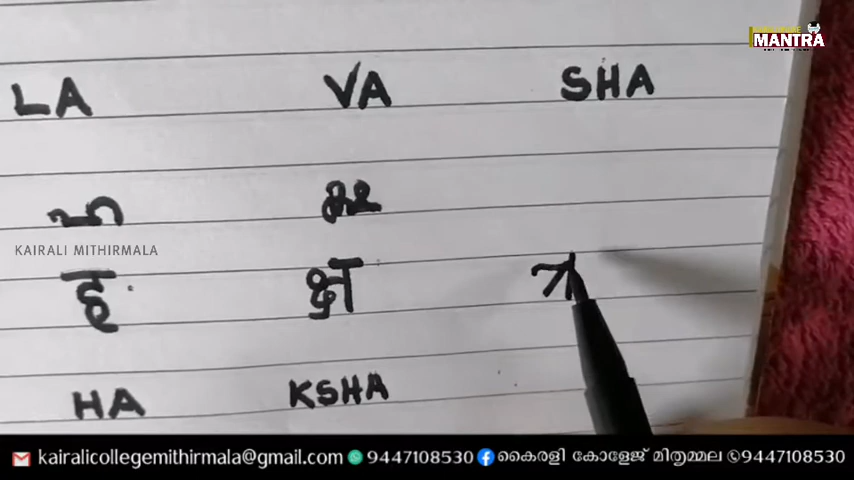 MANTRA
LA VA SHA
ഹ ക്ഷ
KAIRALI MITHIRMALA
ह क्ष
HA KSHA
kairalicollegemithirmala@gmail.com 9447108530 കൈരളി കോളേജ് മിതൃമ്മല 9447108530